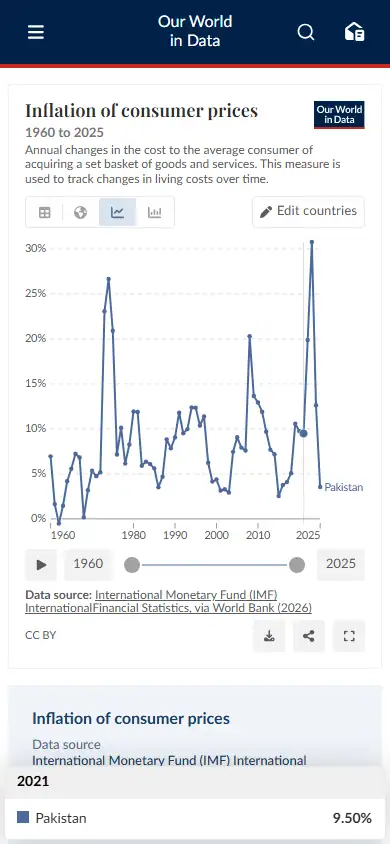 Our World
in Data
Inflation of consumer prices
1960 to 2025
Our World
in Data
Annual changes in the cost to the average consumer of
acquiring a set basket of goods and services. This measure is
used to track changes in living costs over time.
Edit countries
30%
25%
20%
15%
10%
5%
0%
Pakistan
1960
1980
1990
2000
2010
2025
1960
2025
Data source: International Monetary Fund (IMF)
InternationalFinancial Statistics, via World Bank (2026)
CC BY
Inflation of consumer prices
Data source
International Monetary Fund (IMF) International
2021
Pakistan 9.50%